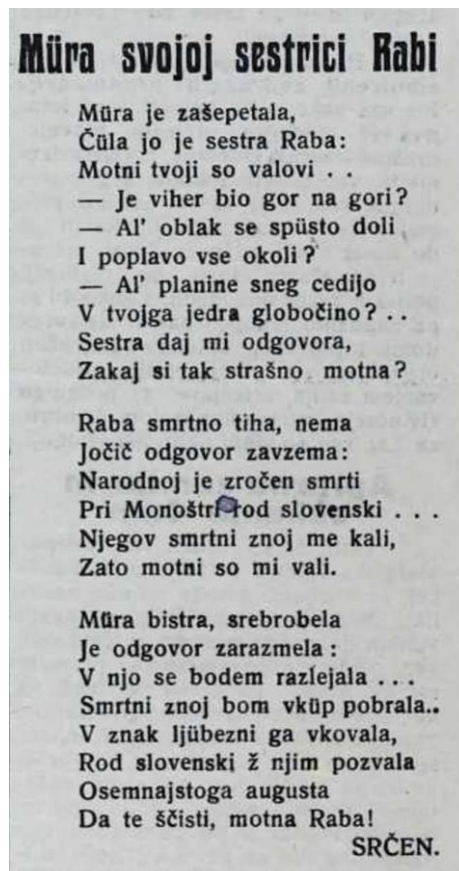 Müra svojoj sestrici Rabi
Müra je zašepetala,
Čüla jo je sestra Raba:
Motni tvoji so valovi . .
— Je viher bio gor na gori?
— Al' oblak se spüsto doli,
I poplavo vse okoli?
— Al' planine sneg cedijo
V tvojga jedra globočino? . .
Sestra daj mi odgovora,
Zakaj si tak strašno motna?
Raba smrtno tiha, nema
Jočič odgovor zavzema:
Narodnoj je zročen smrti
Pri Monoštri rod slovenski . . .
Njegov smrtni znoj me kali,
Zato motni so mi vali.
Müra bistra, srebrobela
Je odgovor zarazmela:
V njo se bodem razlejala . . .
Smrtni znoj bom vküp pobrala..
V znak ljübezni ga vkovala,
Rod slovenski ž njim pozvala
Osemnajstoga augusta
Da te ščisti, motna Raba!
SRČEN.